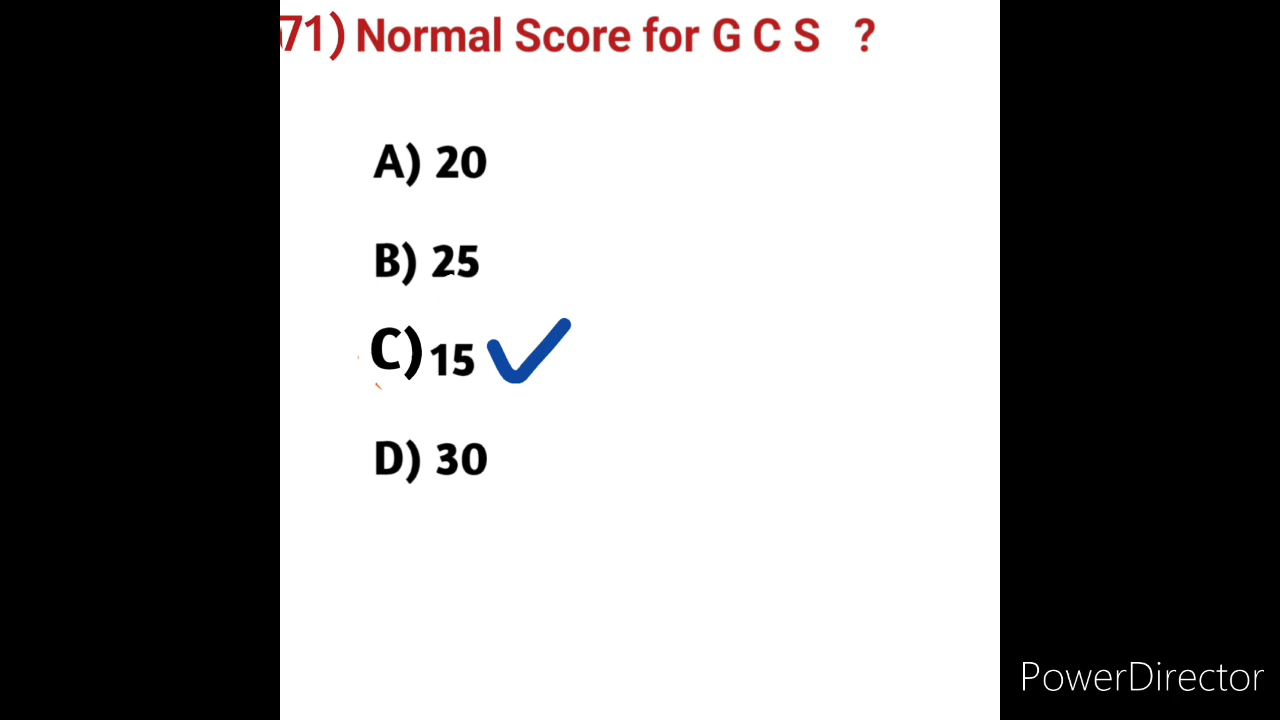 71) Normal Score for G C S ?
A) 20
B) 25
C) 15
D) 30
PowerDirector